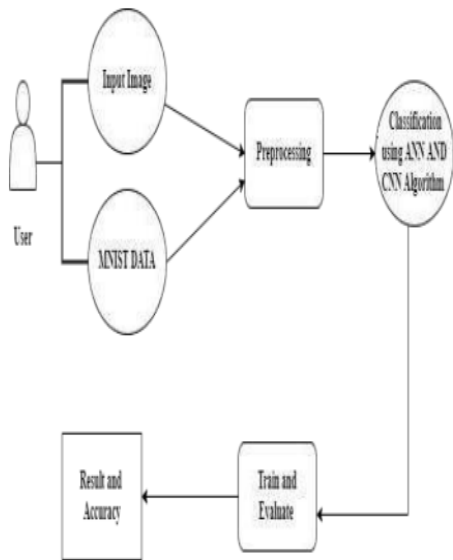 Input Image
User
MNIST DATA
Preprocessing
Classification
using ANN AND
CNN Algorithm
Train and
Evaluate
Result and
Accuracy